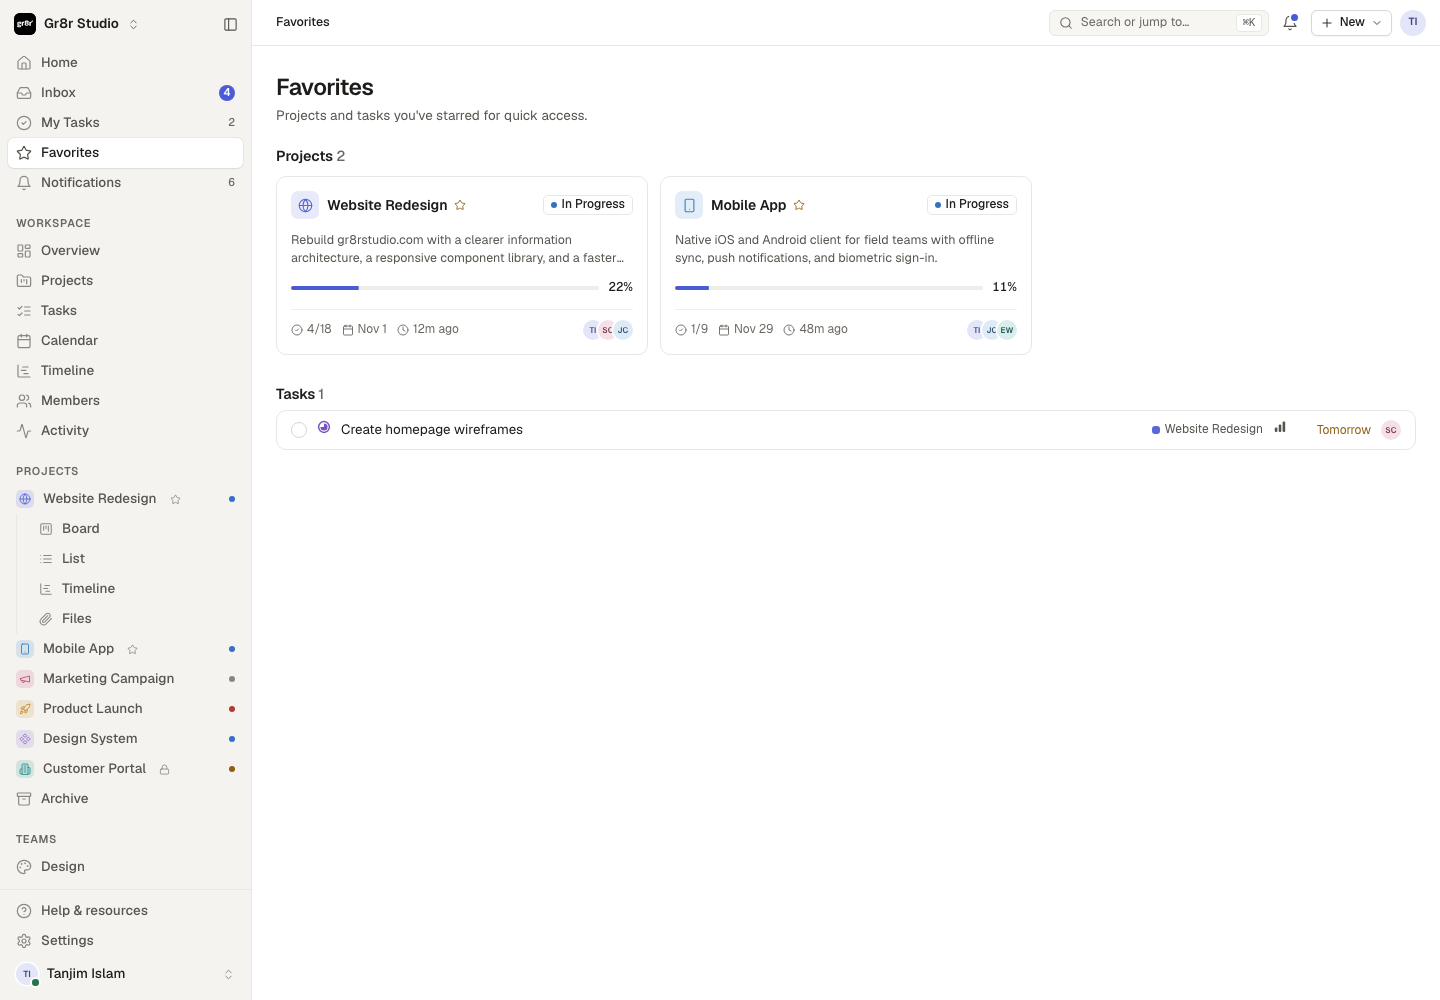 gr8r
Gr8r Studio
Home
Inbox 4
My Tasks 2
Favorites
Notifications 6
WORKSPACE
Overview
Projects
Tasks
Calendar
Timeline
Members
Activity
PROJECTS
Website Redesign
Board
List
Timeline
Files
Mobile App
Marketing Campaign
Product Launch
Design System
Customer Portal
Archive
TEAMS
Design
Help & resources
Settings
TI Tanjim Islam
Favorites
Search or jump to... ⌘K
New
TI
Favorites
Projects and tasks you've starred for quick access.
Projects 2
Website Redesign In Progress
Rebuild gr8rstudio.com with a clearer information
architecture, a responsive component library, and a faster...
22%
4/18 Nov 1 12m ago TI SC JC
Mobile App In Progress
Native iOS and Android client for field teams with offline
sync, push notifications, and biometric sign-in.
11%
1/9 Nov 29 48m ago TI JC EW
Tasks 1
Create homepage wireframes Website Redesign Tomorrow SC